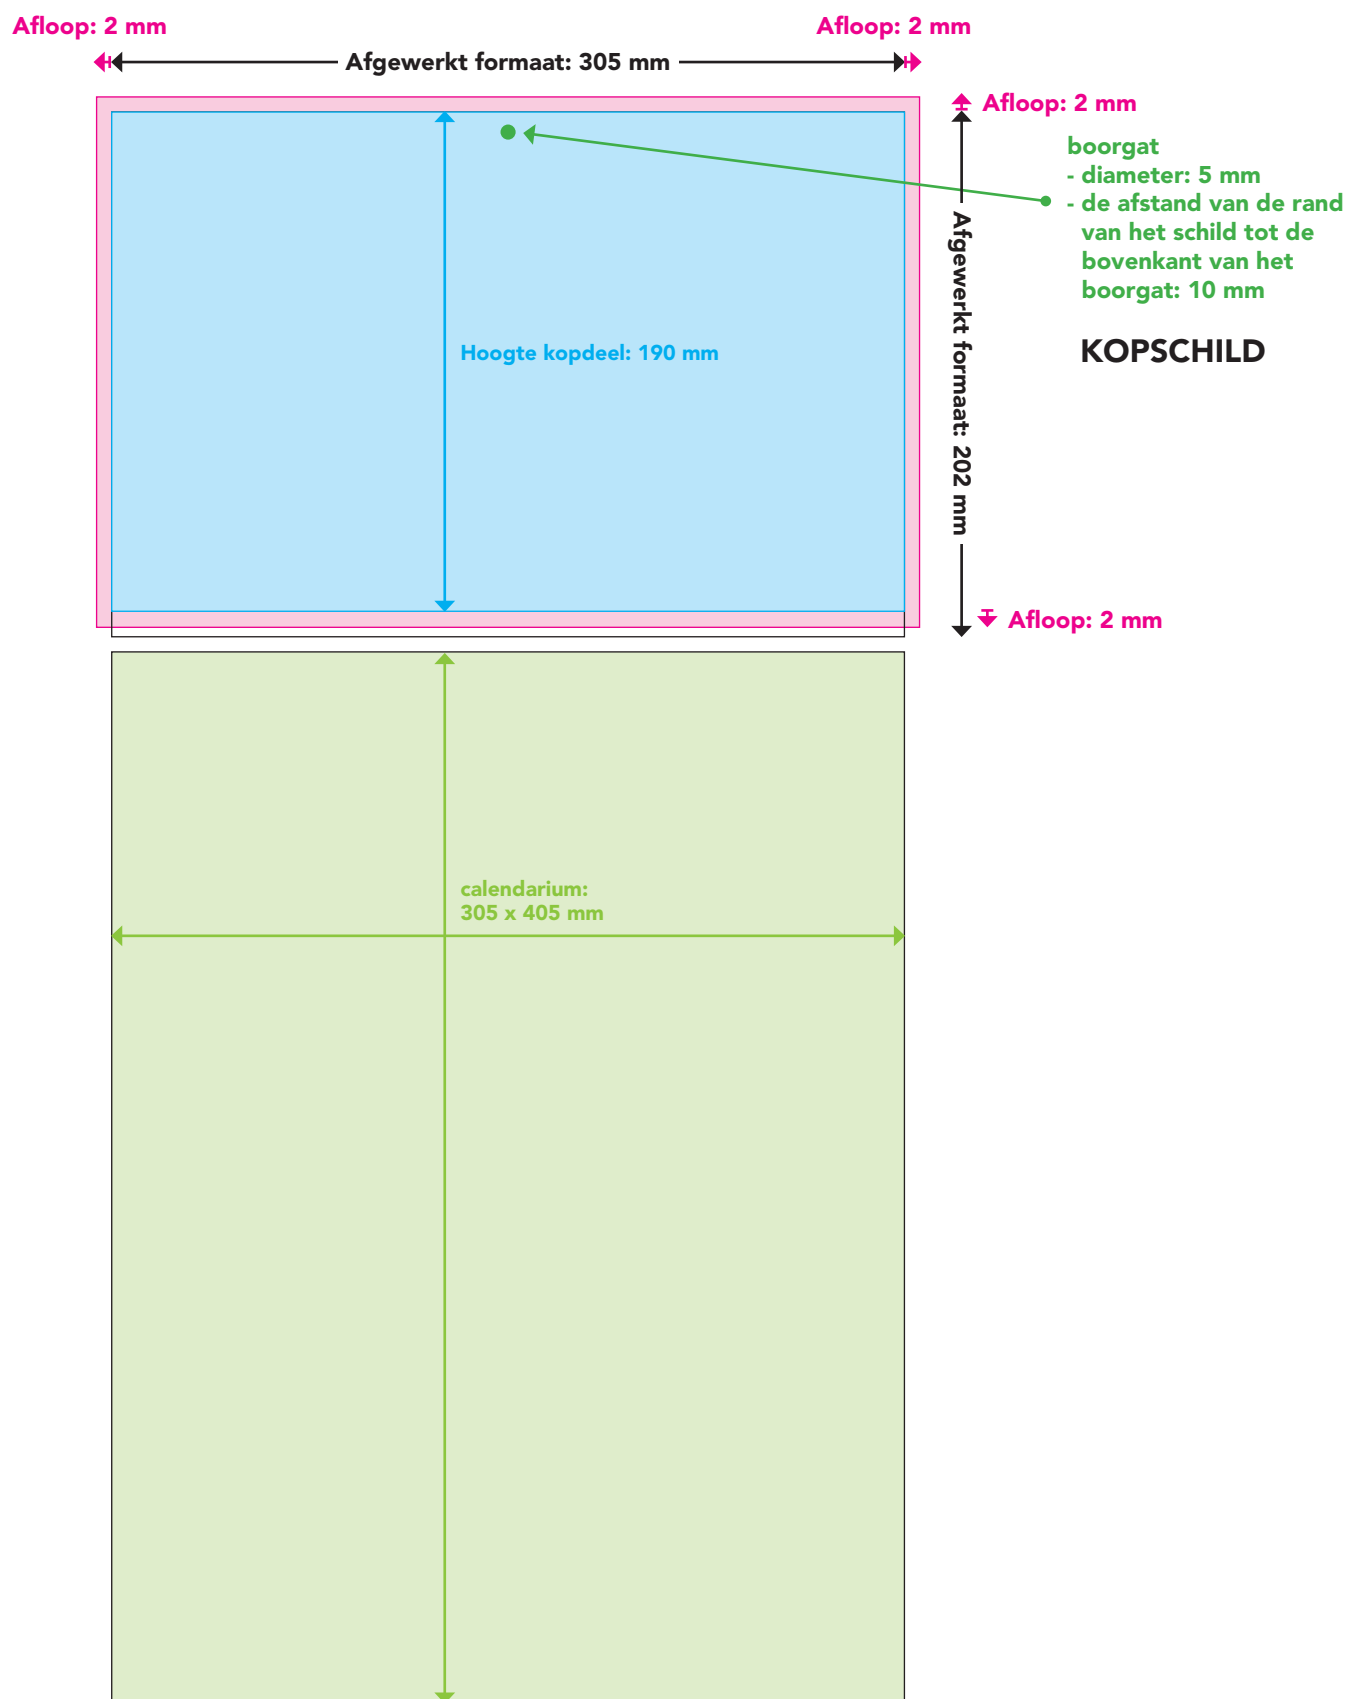 Afloop: 2 mm
Afloop: 2 mm
Afgewerkt formaat: 305 mm
Afloop: 2 mm
boorgat
- diameter: 5 mm
- de afstand van de rand
van het schild tot de
bovenkant van het
boorgat: 10 mm
Afgewerkt formaat: 202 mm
Hoogte kopdeel: 190 mm
KOPSCHILD
Afloop: 2 mm
calendarium:
305 x 405 mm